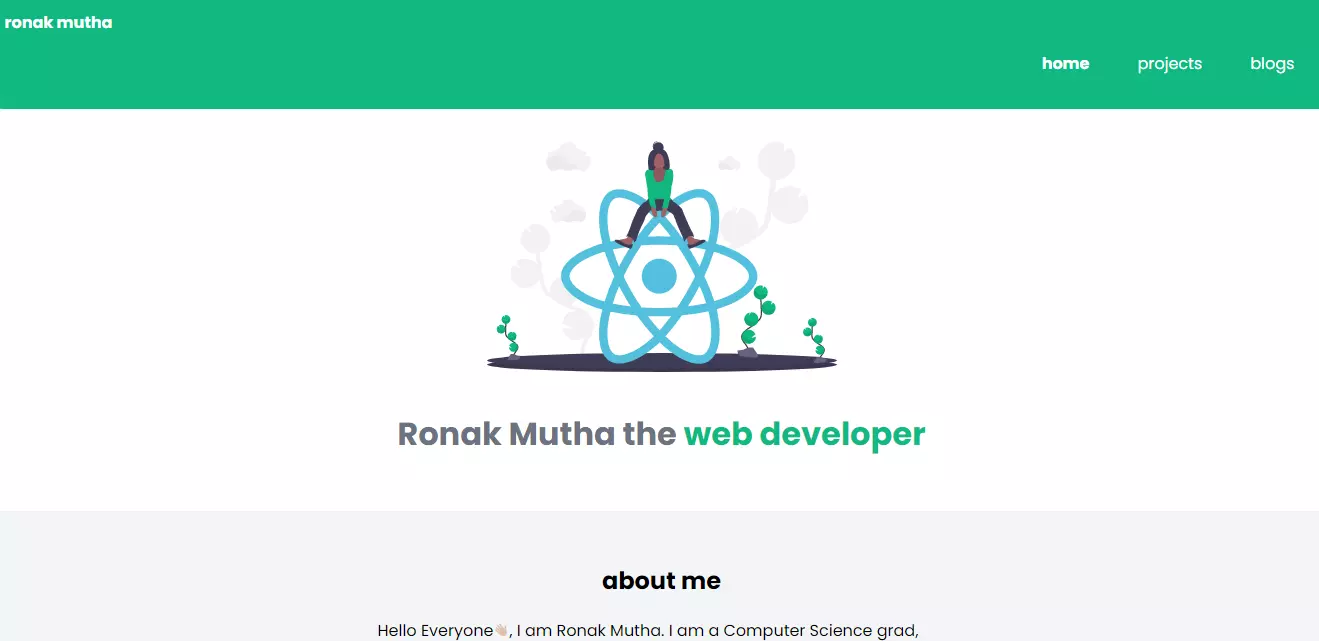 ronak mutha
home projects blogs
Ronak Mutha the web developer
about me
Hello Everyone👋🏻, I am Ronak Mutha. I am a Computer Science grad,